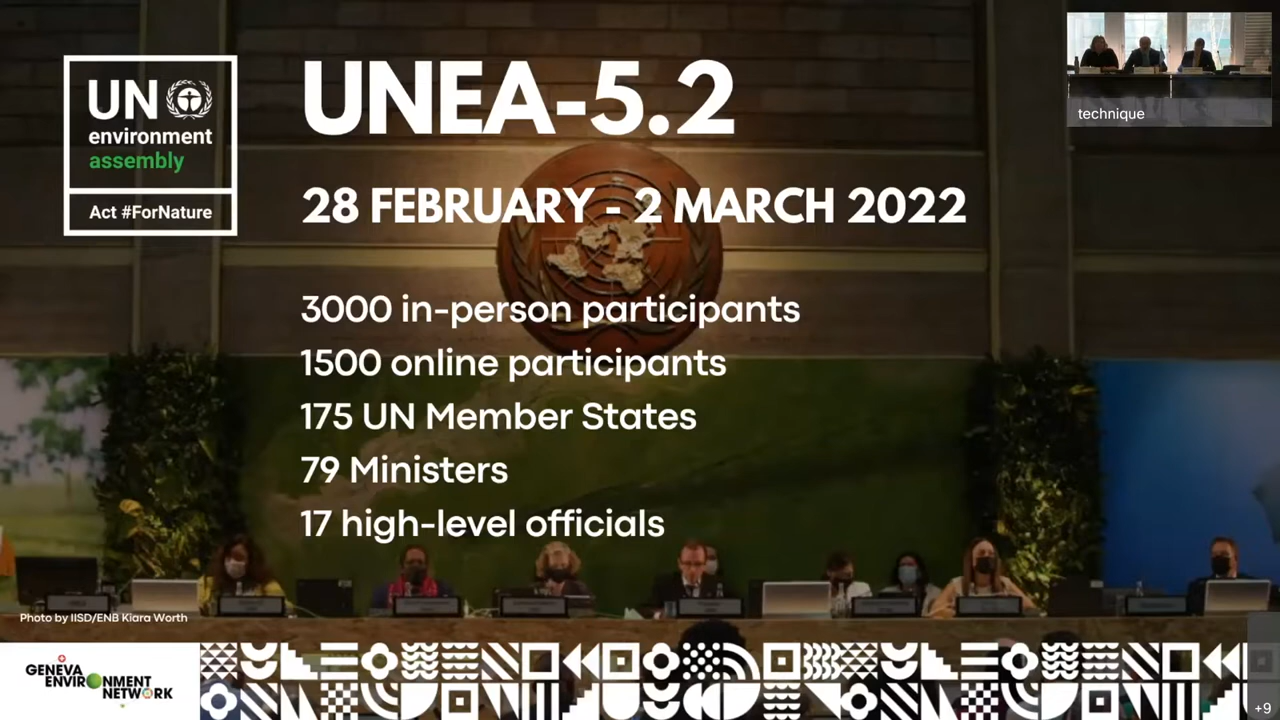 UN
environment
assembly
Act #ForNature
UNEA-5.2
28 FEBRUARY - 2 MARCH 2022
3000 in-person participants
1500 online participants
175 UN Member States
79 Ministers
17 high-level officials
technique
Photo by IISD/ENB Kiara Worth
GENEVA
ENVIRONMENT
NETWORK
+9